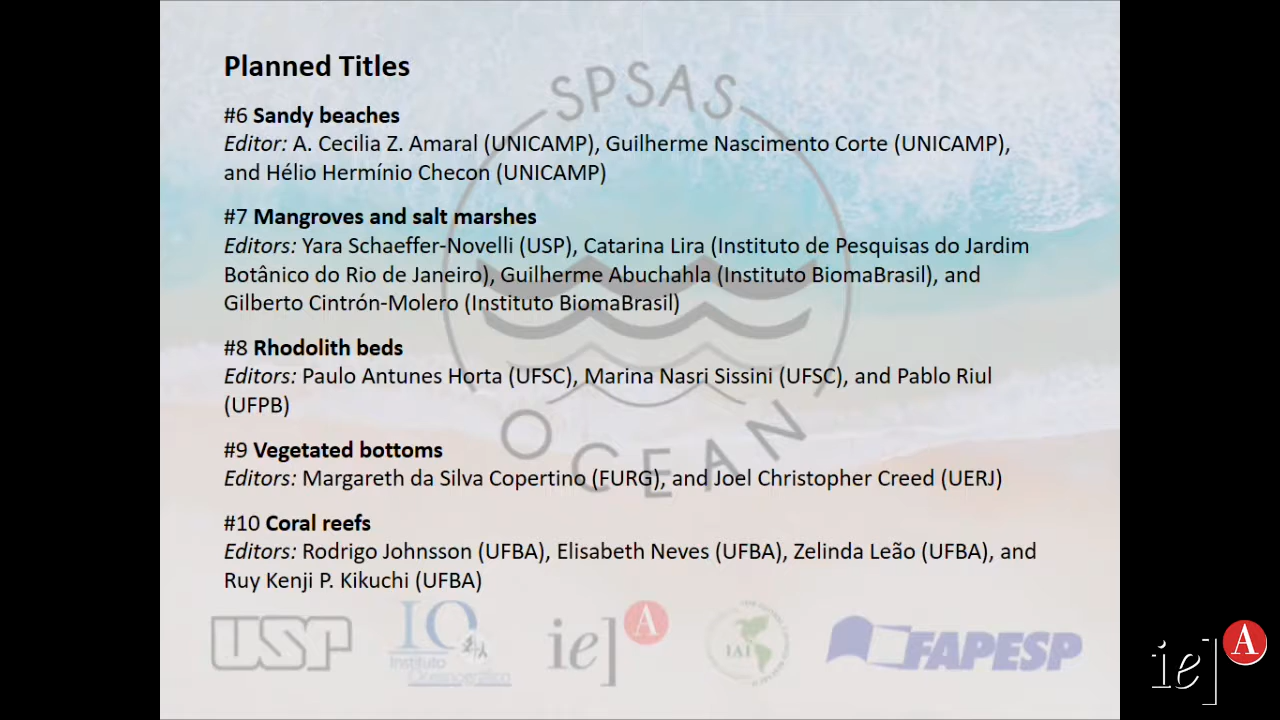 Planned Titles
#6 Sandy beaches
Editor: A. Cecilia Z. Amaral (UNICAMP), Guilherme Nascimento Corte (UNICAMP),
and Hélio Hermínio Checon (UNICAMP)
#7 Mangroves and salt marshes
Editors: Yara Schaeffer-Novelli (USP), Catarina Lira (Instituto de Pesquisas do Jardim
Botânico do Rio de Janeiro), Guilherme Abuchahla (Instituto BiomaBrasil), and
Gilberto Cintrón-Molero (Instituto BiomaBrasil)
#8 Rhodolith beds
Editors: Paulo Antunes Horta (UFSC), Marina Nasri Sissini (UFSC), and Pablo Riul
(UFPB)
#9 Vegetated bottoms
Editors: Margareth da Silva Copertino (FURG), and Joel Christopher Creed (UERJ)
#10 Coral reefs
Editors: Rodrigo Johnsson (UFBA), Elisabeth Neves (UFBA), Zelinda Leão (UFBA), and
Ruy Kenji P. Kikuchi (UFBA)
SPSAS
OCEAN
USP
IO
Instituto
Oceanográfico
ie]A
IAI
FAPESP
ie]A